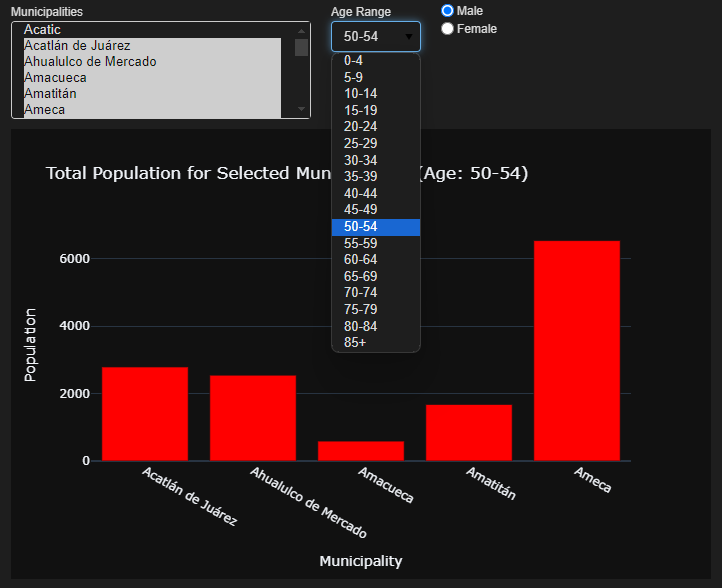 Municipalities
Acatic
Acatlán de Juárez
Ahualulco de Mercado
Amacueca
Amatitán
Ameca
Age Range
50-54
0-4
5-9
10-14
15-19
20-24
25-29
30-34
35-39
40-44
45-49
50-54
55-59
60-64
65-69
70-74
75-79
80-84
85+
Male
Female
Total Population for Selected Mun (Age: 50-54)
Population
6000
4000
2000
0
Acatlán de Juárez
Ahualulco de Mercado
Amacueca
Amatitán
Ameca
Municipality